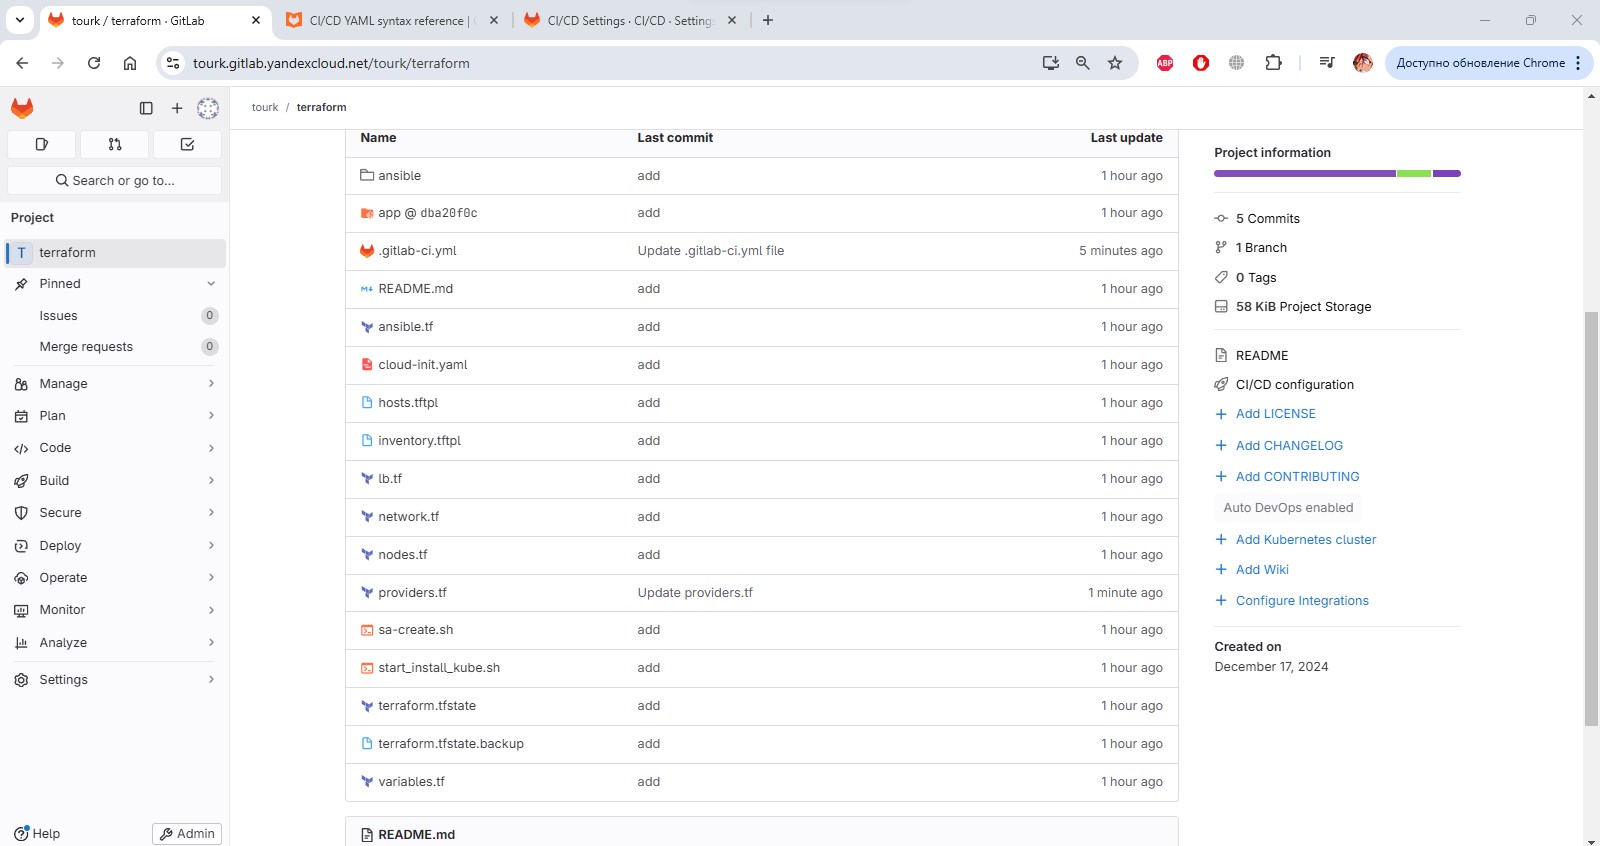 tourk / terraform · GitLab
CI/CD YAML syntax reference |
CI/CD Settings · CI/CD · Settings
tourk.gitlab.yandexcloud.net/tourk/terraform
ABP
Доступно обновление Chrome
tourk / terraform
Search or go to...
Project
T terraform
Pinned
Issues 0
Merge requests 0
Manage
Plan
Code
Build
Secure
Deploy
Operate
Monitor
Analyze
Settings
Help
Admin
Name Last commit Last update
ansible add 1 hour ago
app @ dba20f0c add 1 hour ago
.gitlab-ci.yml Update .gitlab-ci.yml file 5 minutes ago
README.md add 1 hour ago
ansible.tf add 1 hour ago
cloud-init.yaml add 1 hour ago
hosts.tftpl add 1 hour ago
inventory.tftpl add 1 hour ago
lb.tf add 1 hour ago
network.tf add 1 hour ago
nodes.tf add 1 hour ago
providers.tf Update providers.tf 1 minute ago
sa-create.sh add 1 hour ago
start_install_kube.sh add 1 hour ago
terraform.tfstate add 1 hour ago
terraform.tfstate.backup add 1 hour ago
variables.tf add 1 hour ago
README.md
Project information
5 Commits
1 Branch
0 Tags
58 KiB Project Storage
README
CI/CD configuration
Add LICENSE
Add CHANGELOG
Add CONTRIBUTING
Auto DevOps enabled
Add Kubernetes cluster
Add Wiki
Configure Integrations
Created on
December 17, 2024